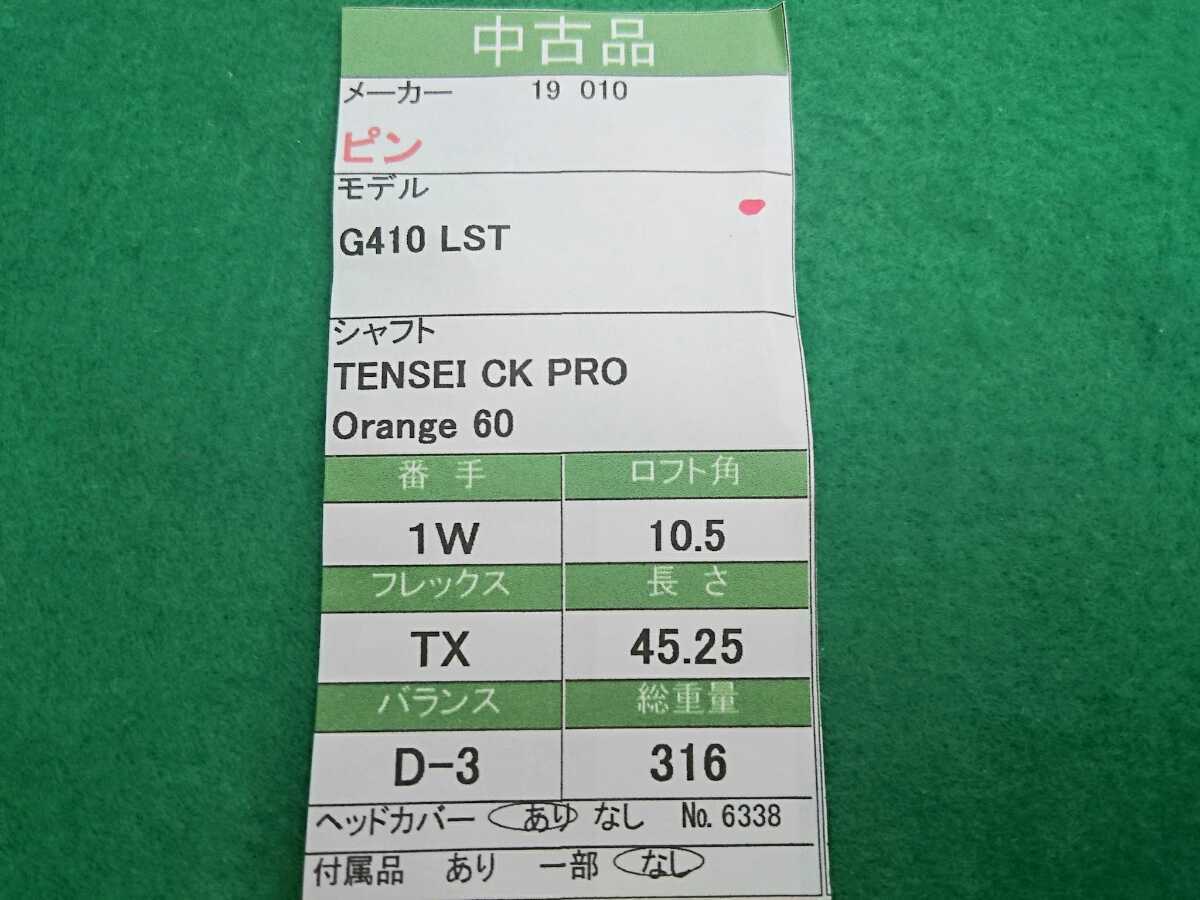 中古品
メーカー 19 010
ピン
モデル
G410 LST
シャフト
TENSEI CK PRO
Orange 60
番手 ロフト角
1W 10.5
フレックス 長さ
TX 45.25
バランス 総重量
D-3 316
ヘッドカバー あり なし No. 6338
付属品 あり 一部 なし